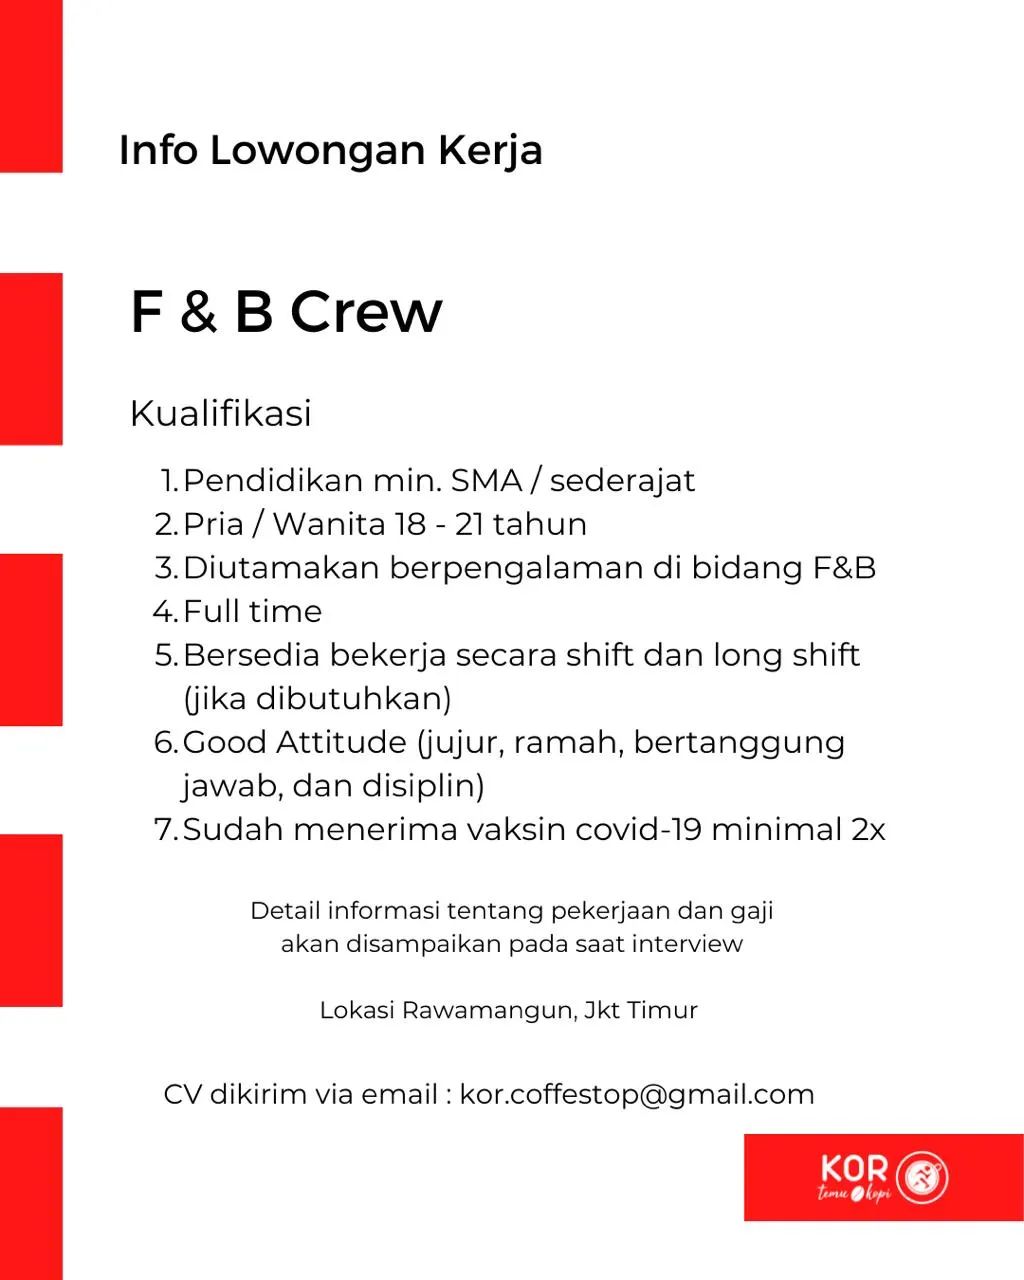 Info Lowongan Kerja
F & B Crew
Kualifikasi
1. Pendidikan min. SMA / sederajat
2. Pria / Wanita 18 - 21 tahun
3. Diutamakan berpengalaman di bidang F&B
4. Full time
5. Bersedia bekerja secara shift dan long shift
(jika dibutuhkan)
6. Good Attitude (jujur, ramah, bertanggung
jawab, dan disiplin)
7. Sudah menerima vaksin covid-19 minimal 2x
Detail informasi tentang pekerjaan dan gaji
akan disampaikan pada saat interview
Lokasi Rawamangun, Jkt Timur
CV dikirim via email : kor.coffestop@gmail.com
KOR
temu kopi